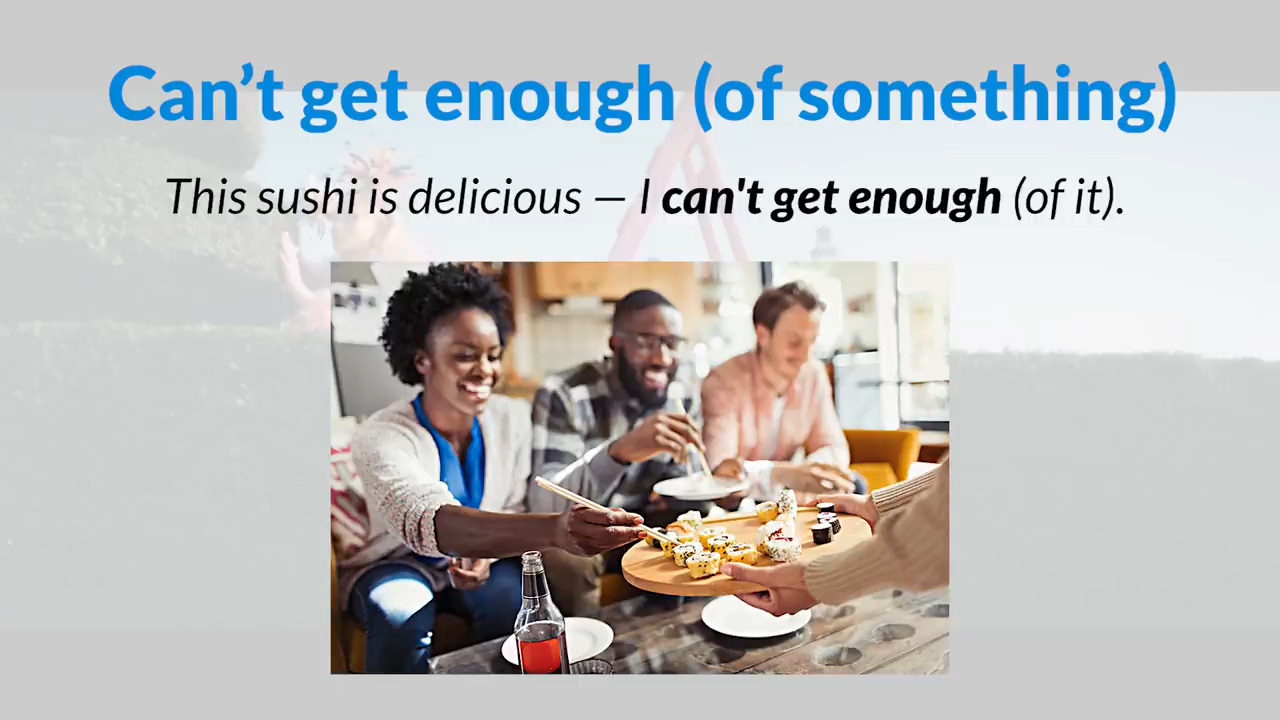 Can’t get enough (of something)
This sushi is delicious – I can't get enough (of it).